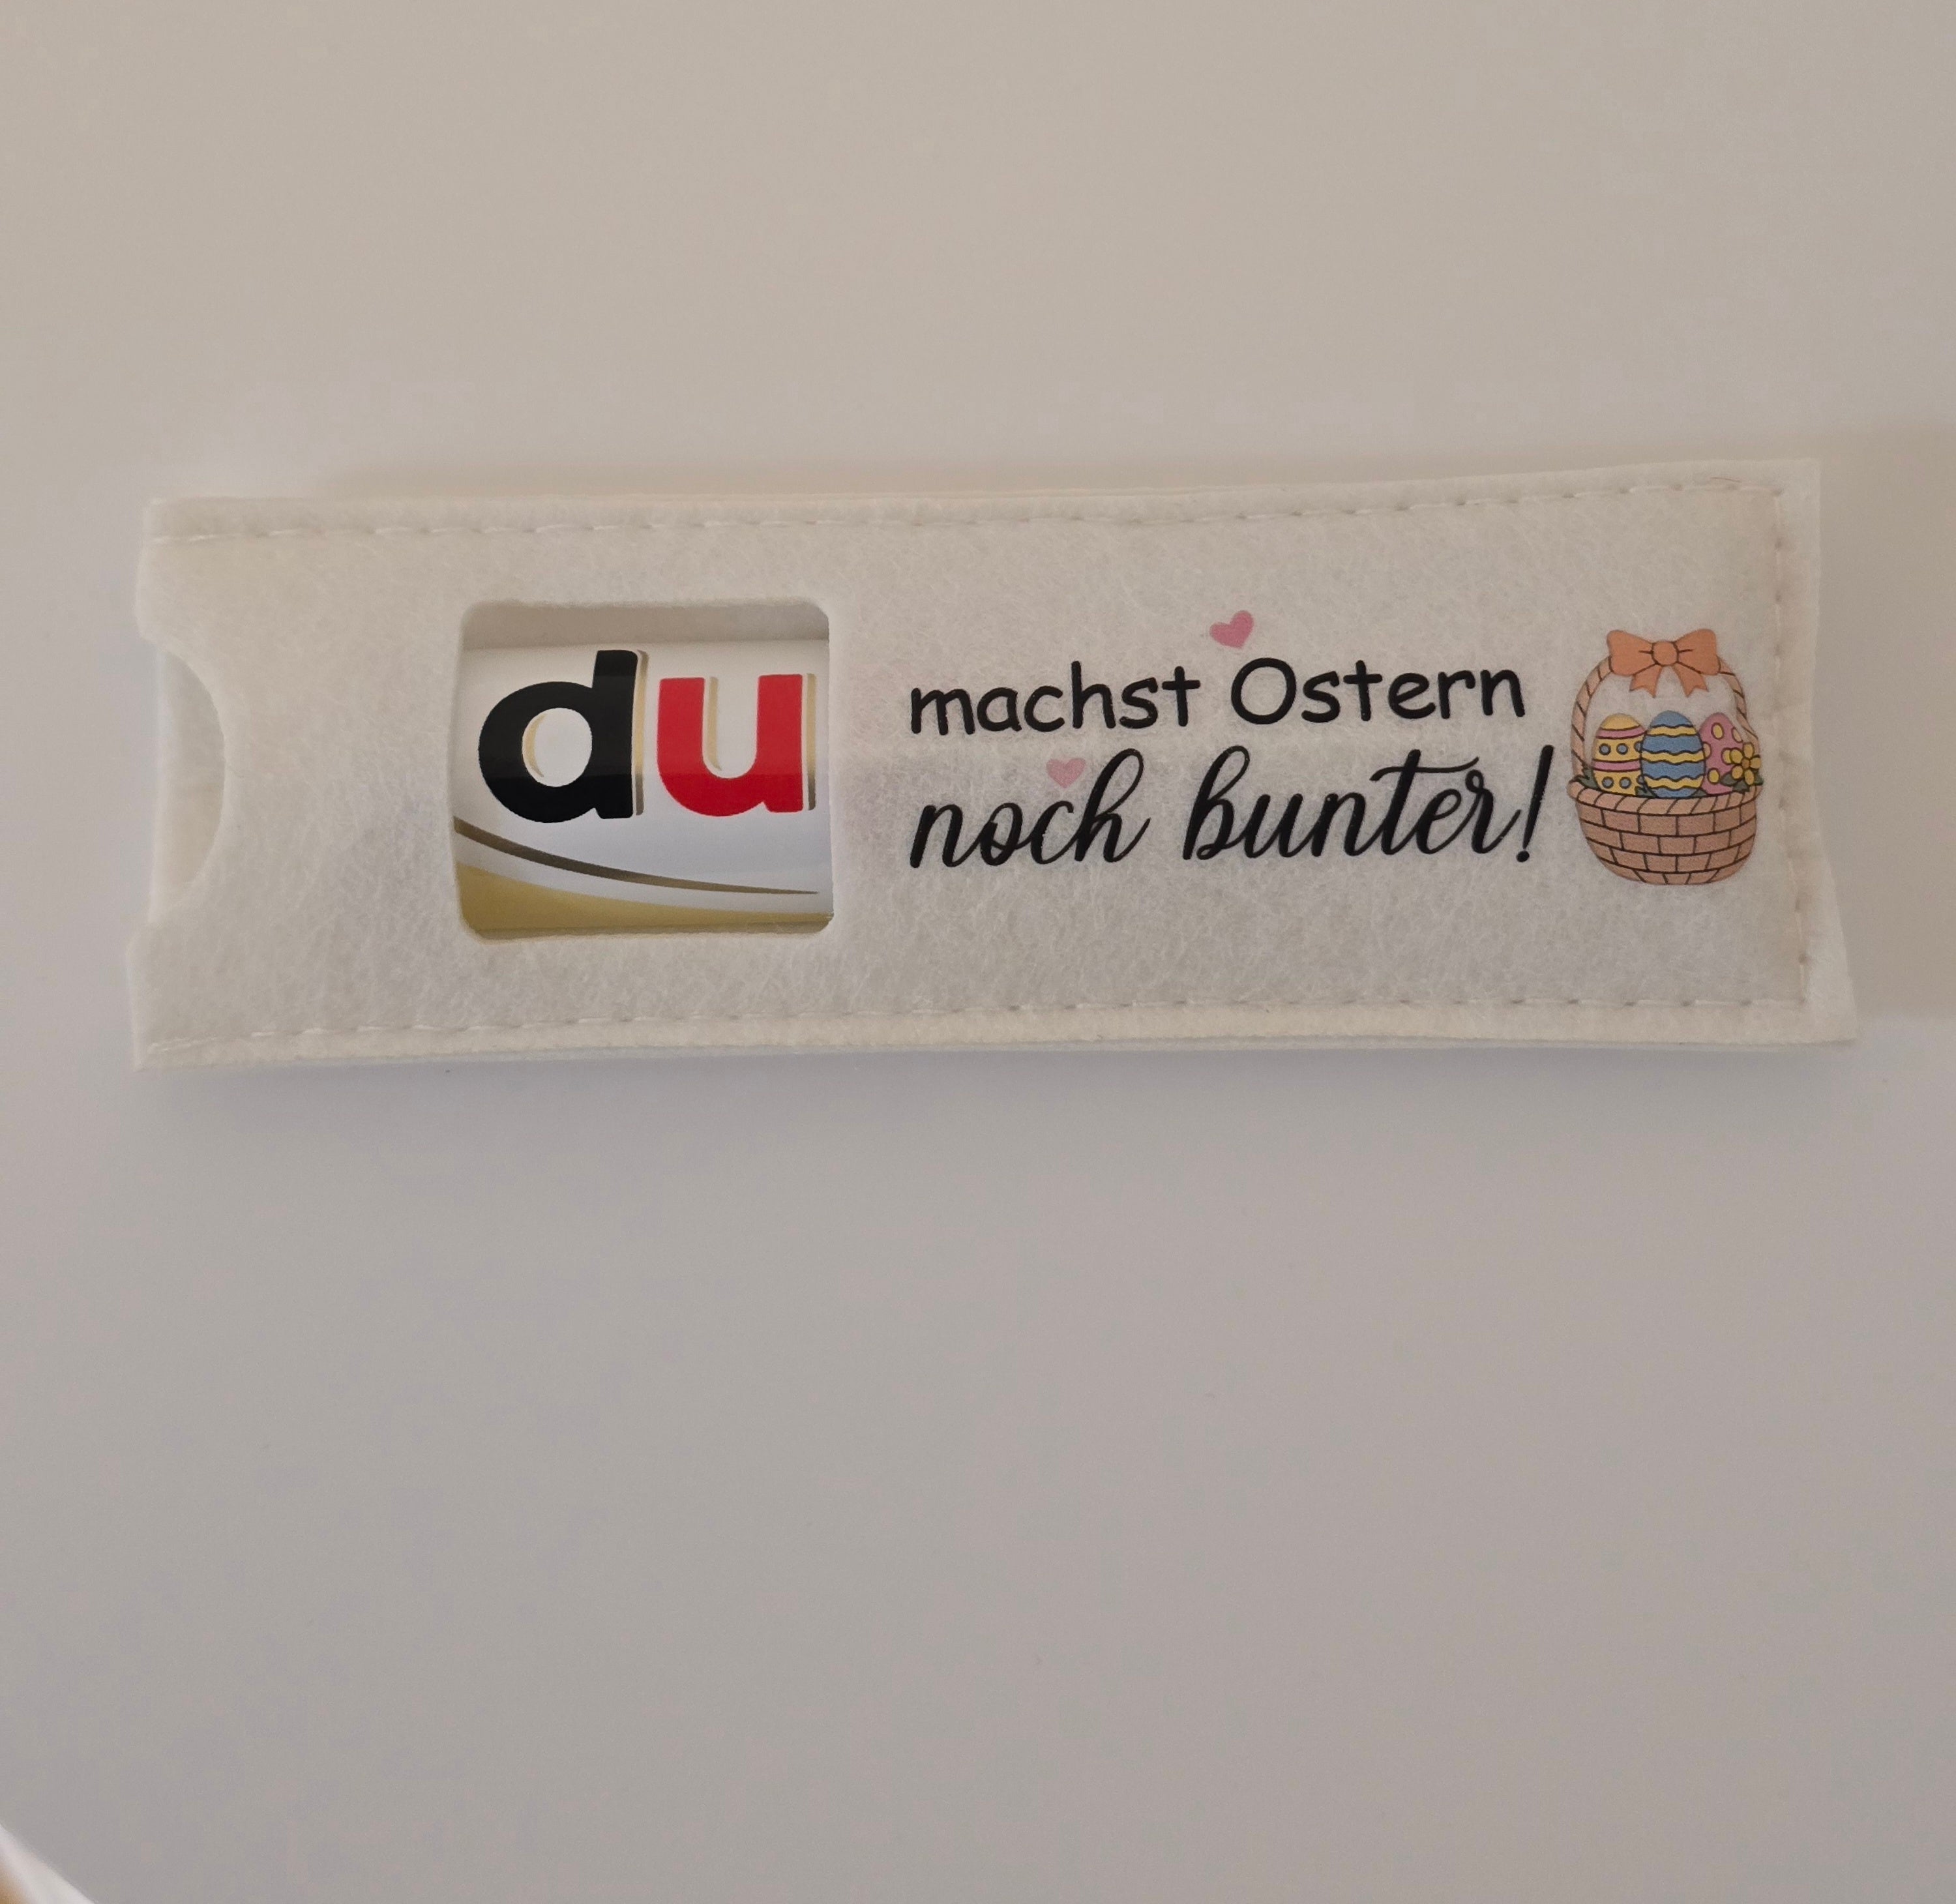 du
machst Ostern
noch bunter!